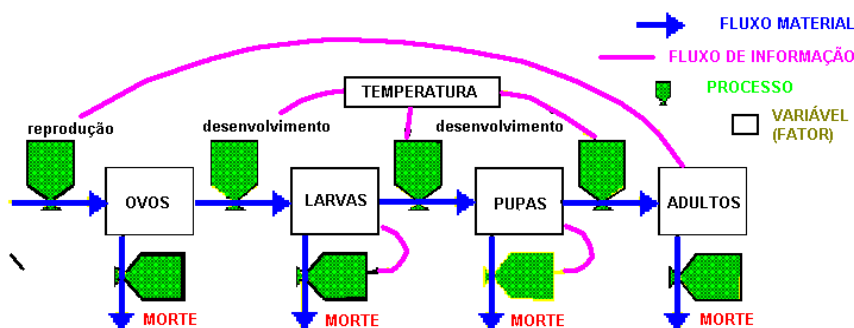 FLUXO MATERIAL
FLUXO DE INFORMAÇÃO
PROCESSO
VARIÁVEL
(FATOR)
TEMPERATURA
reprodução
desenvolvimento
desenvolvimento
OVOS
LARVAS
PUPAS
ADULTOS
MORTE
MORTE
MORTE
MORTE